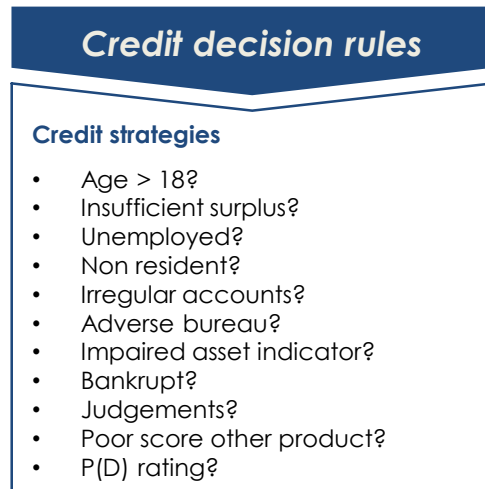 Credit decision rules
Credit strategies
• Age > 18?
• Insufficient surplus?
• Unemployed?
• Non resident?
• Irregular accounts?
• Adverse bureau?
• Impaired asset indicator?
• Bankrupt?
• Judgements?
• Poor score other product?
• P(D) rating?